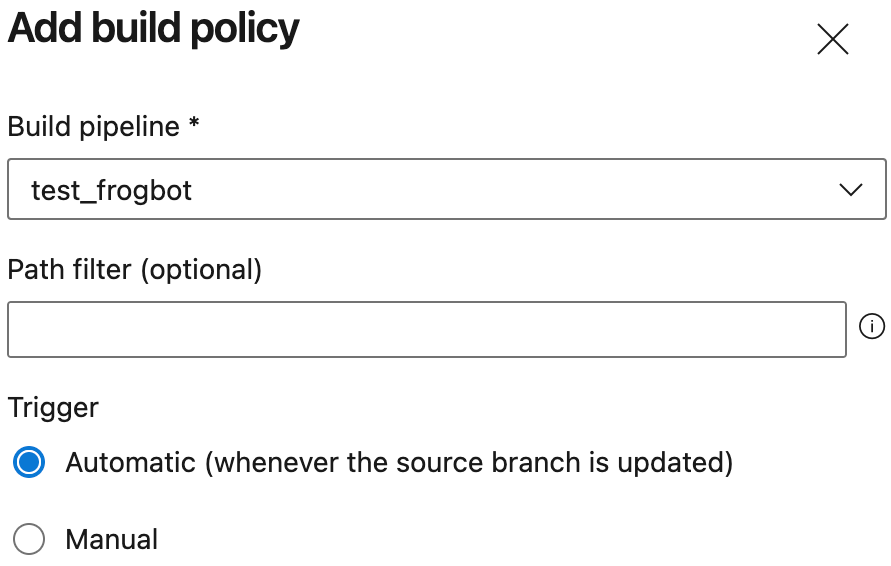 Add build policy
Build pipeline *
test_frogbot
Path filter (optional)
Trigger
Automatic (whenever the source branch is updated)
Manual